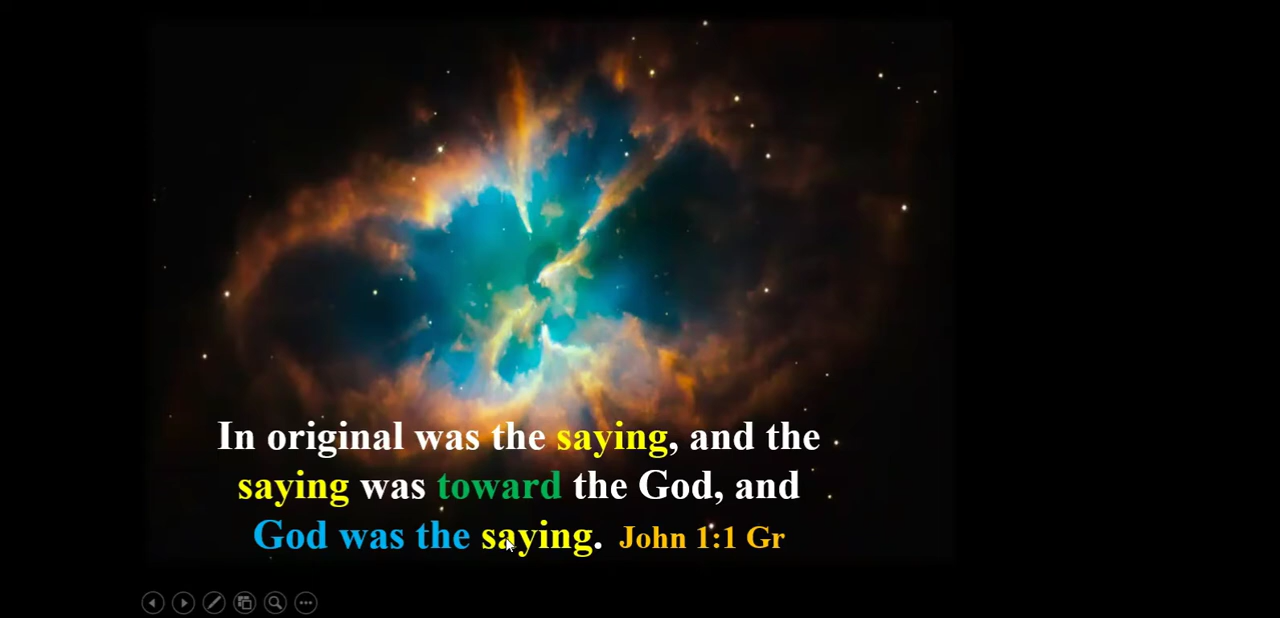 In original was the saying, and the
saying was toward the God, and
God was the saying. John 1:1 Gr